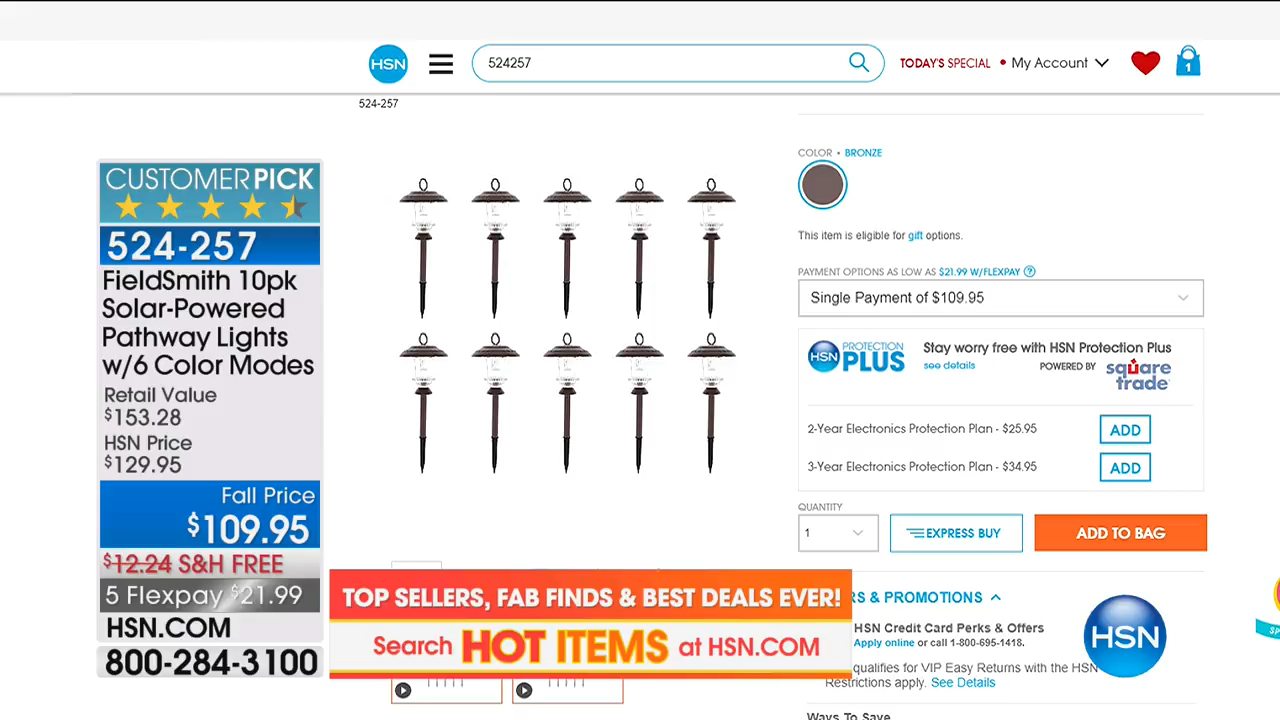 HSN
524257
TODAY'S SPECIAL • My Account
1
524-257
CUSTOMER PICK
524-257
FieldSmith 10pk
Solar-Powered
Pathway Lights
w/6 Color Modes
Retail Value
$153.28
HSN Price
$129.95
Fall Price
$109.95
$12.24 S&H FREE
5 Flexpay $21.99
HSN.COM
800-284-3100
COLOR • BRONZE
This item is eligible for gift options.
PAYMENT OPTIONS AS LOW AS $21.99 W/FLEXPAY ?
Single Payment of $109.95
HSN PROTECTION PLUS
Stay worry free with HSN Protection Plus
see details
POWERED BY square trade
2-Year Electronics Protection Plan - $25.95
ADD
3-Year Electronics Protection Plan - $34.95
ADD
QUANTITY
1
EXPRESS BUY
ADD TO BAG
TOP SELLERS, FAB FINDS & BEST DEALS EVER!
Search HOT ITEMS at HSN.COM
RS & PROMOTIONS
HSN Credit Card Perks & Offers
Apply online or call 1-800-695-1418.
qualifies for VIP Easy Returns with the HSN
Restrictions apply. See Details
HSN
Ways To Save